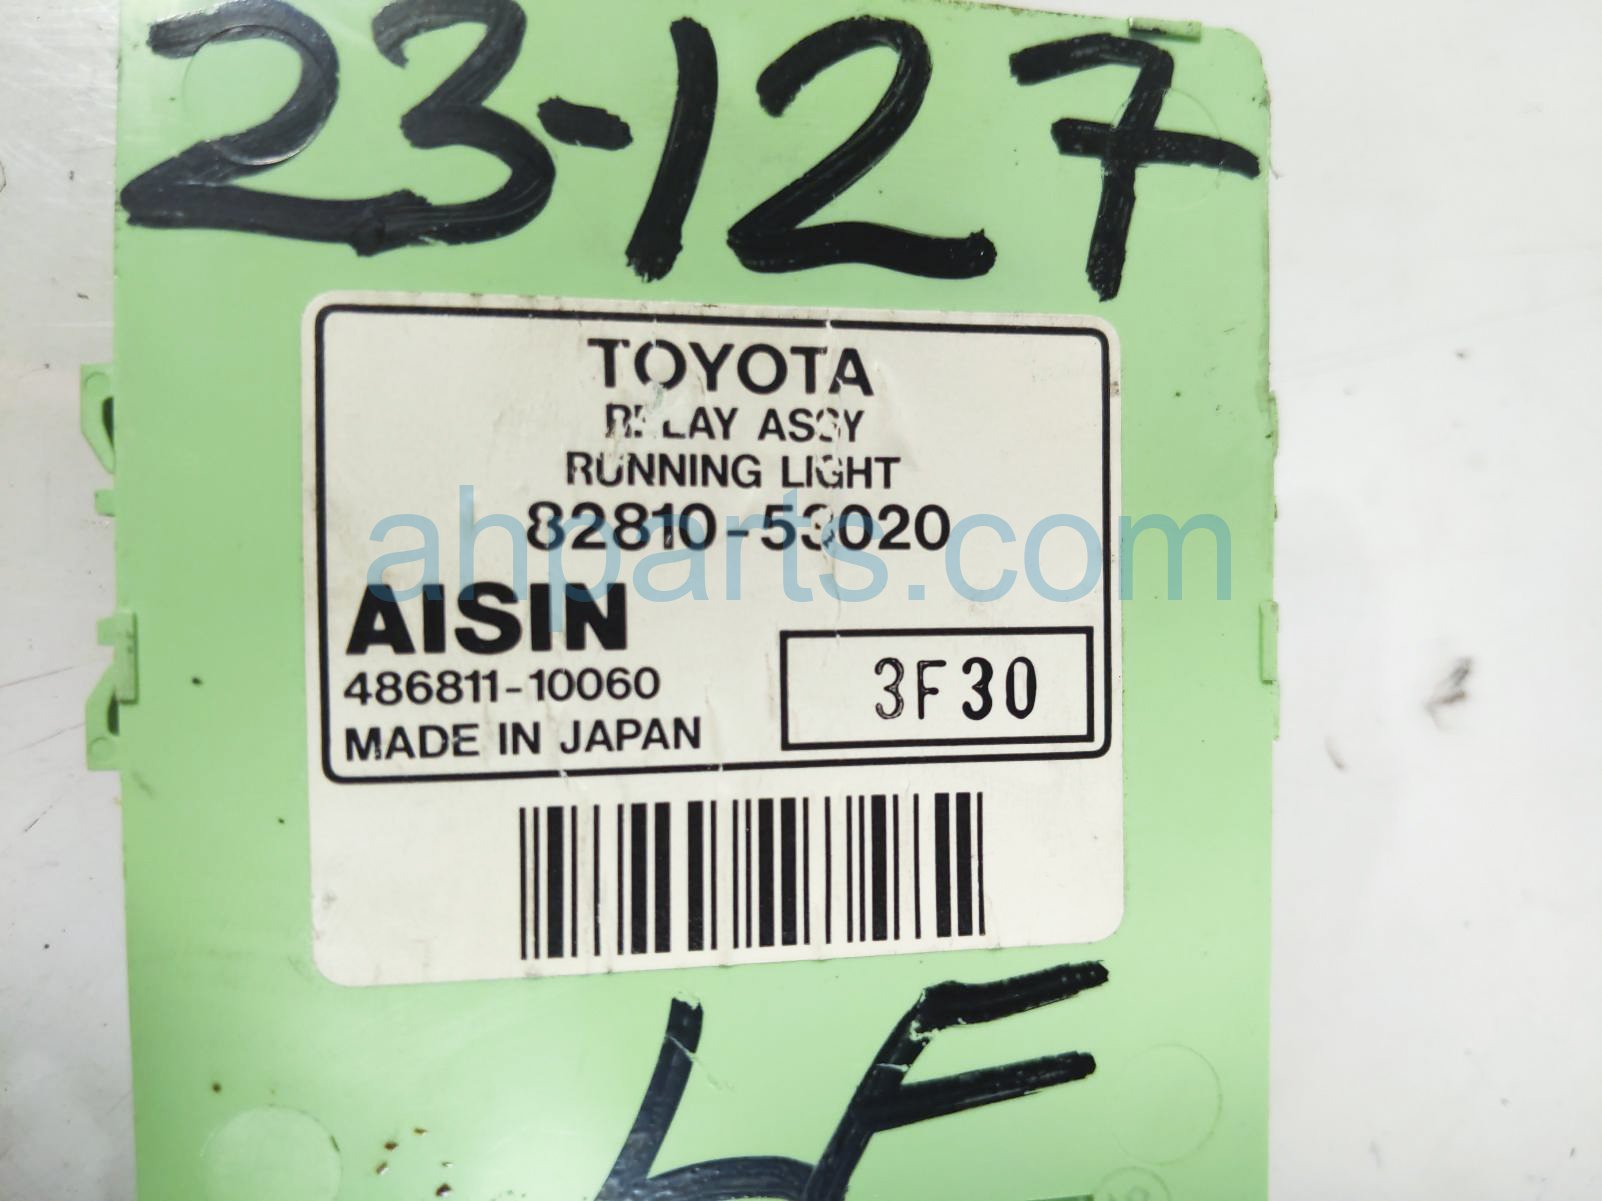 23-127
TOYOTA
RELAY ASSY
RUNNING LIGHT
82810-53020
ahparts.com
AISIN
486811-10060
3F30
MADE IN JAPAN
LF